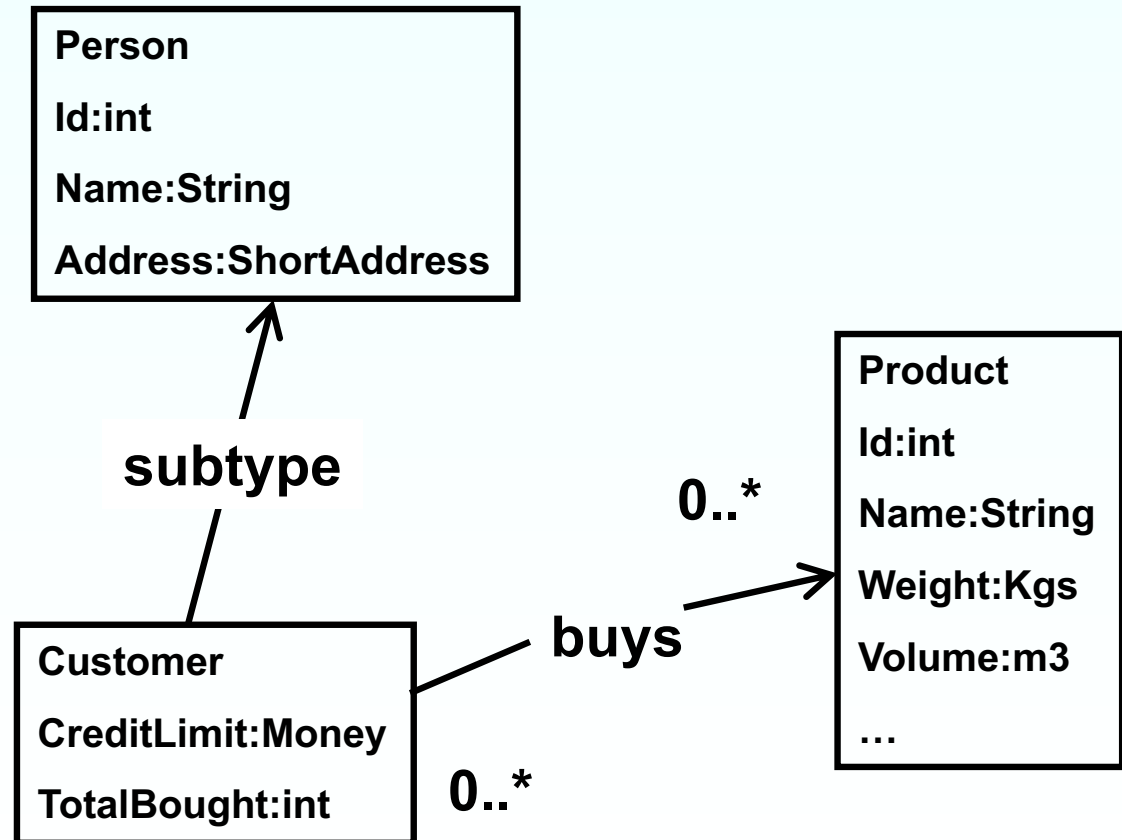 Person
Id:int
Name:String
Address:ShortAddress
subtype
Product
Id:int
Name:String
Weight:Kgs
Volume:m3
…
0..*
buys
Customer
CreditLimit:Money
TotalBought:int
0..*